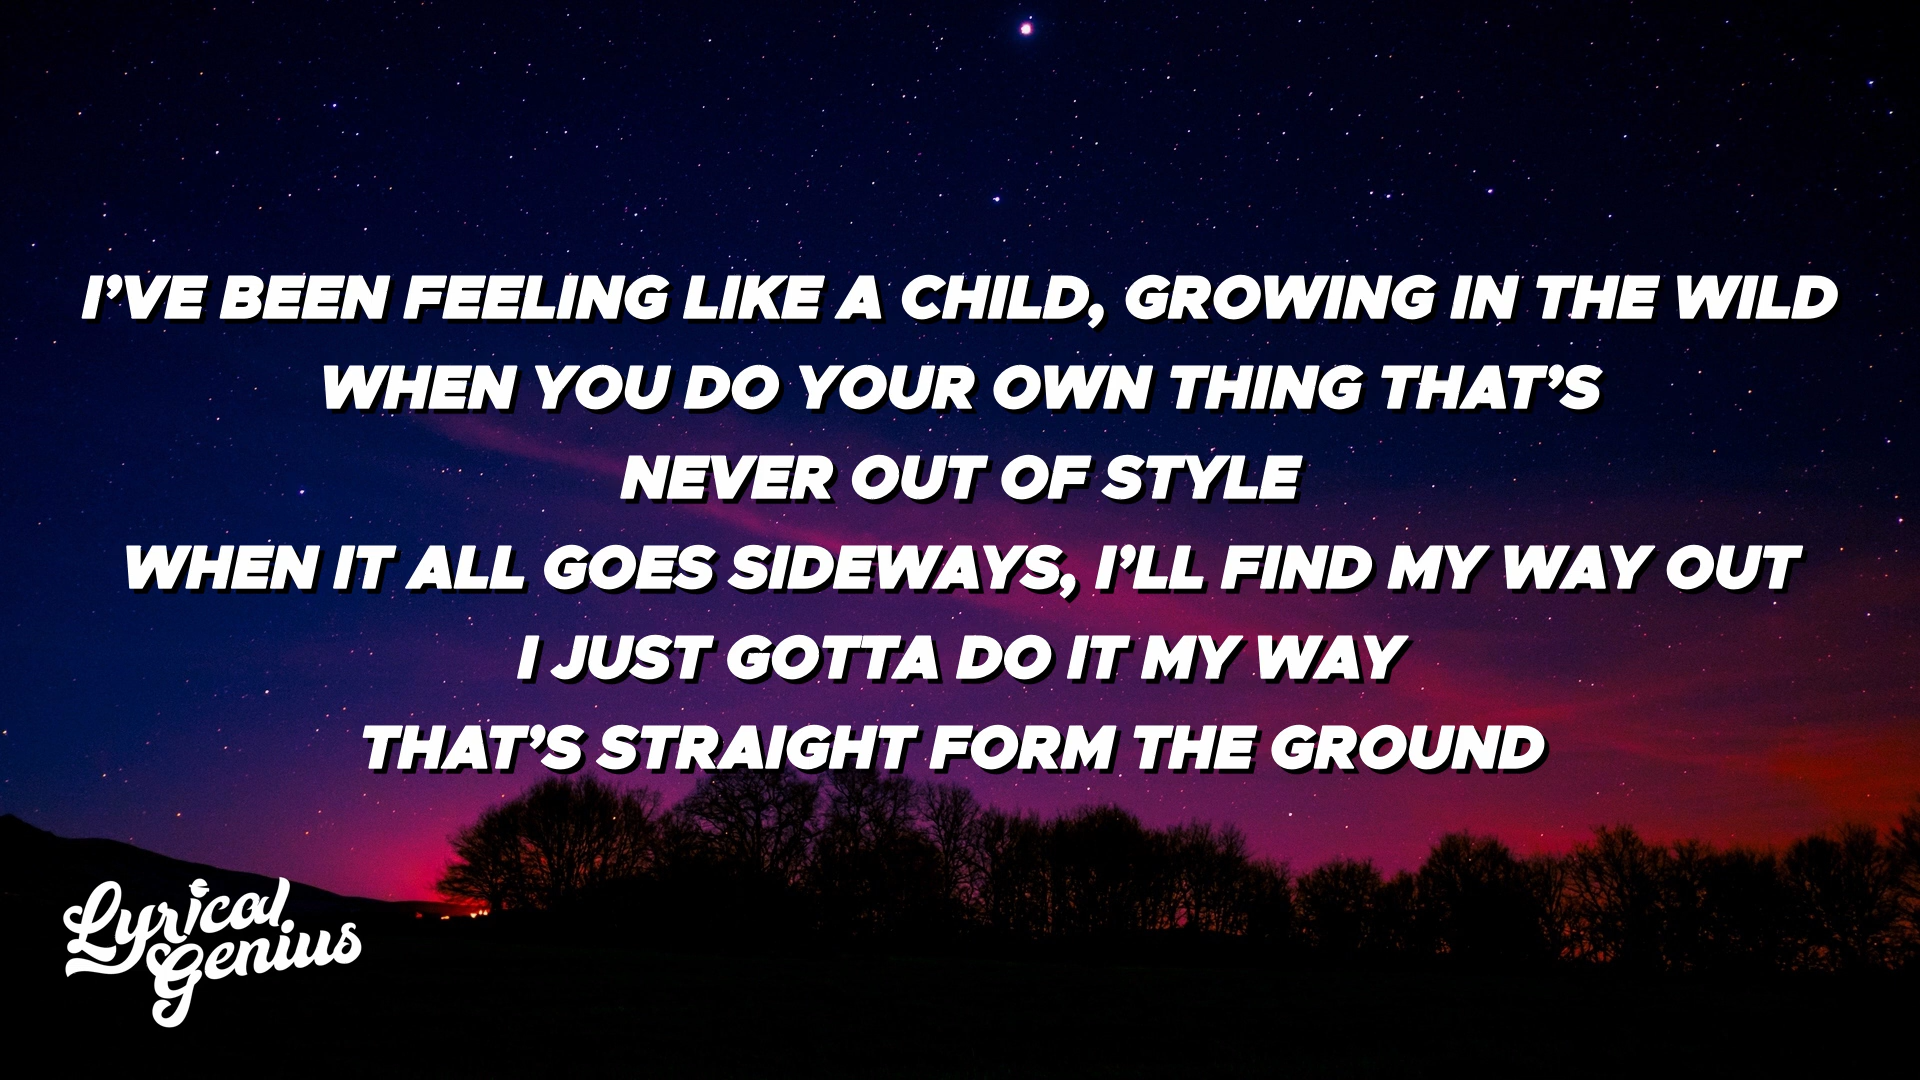 I'VE BEEN FEELING LIKE A CHILD, GROWING IN THE WILD
WHEN YOU DO YOUR OWN THING THAT'S
NEVER OUT OF STYLE
WHEN IT ALL GOES SIDEWAYS, I'LL FIND MY WAY OUT
I JUST GOTTA DO IT MY WAY
THAT'S STRAIGHT FORM THE GROUND
Lyrical
Genius